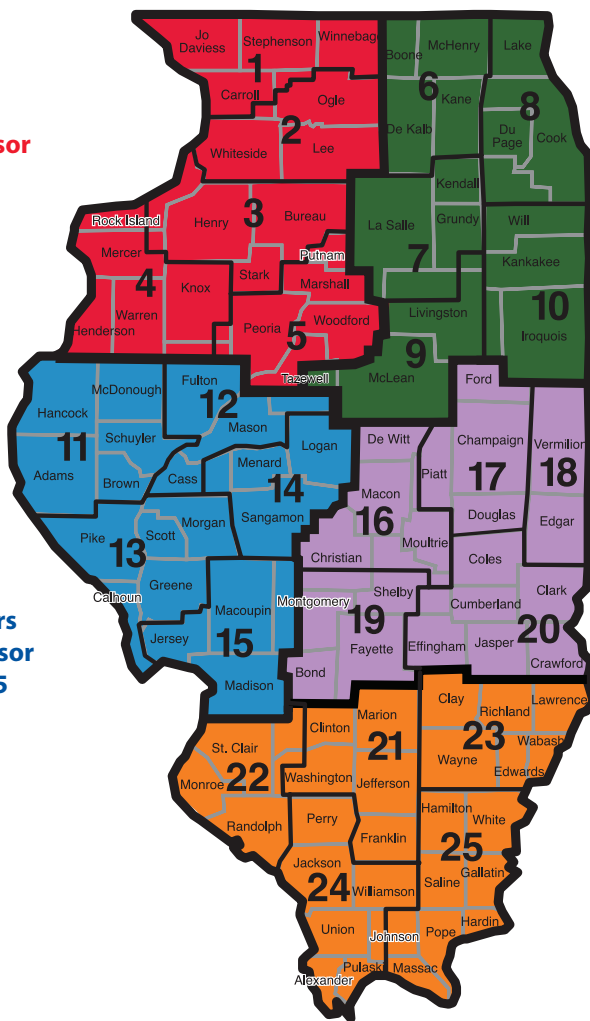 Jo Daviess
Stephenson
Winnebago
1
Carroll
Ogle
2
Whiteside
Lee
Boone
McHenry
Lake
6
Kane
8
De Kalb
Du Page
Cook
sor
Rock Island
Henry
3
Bureau
Putnam
Mercer
4
Stark
Marshall
Knox
Warren
Henderson
Peoria
5
Woodford
Tazewell
Kendall
La Salle
Grundy
Will
7
Kankakee
Livingston
10
Iroquois
9
McLean
McDonough
Fulton
12
Hancock
Mason
11
Schuyler
Logan
Adams
Brown
Cass
Menard
14
Sangamon
Pike
13
Scott
Morgan
Calhoun
Greene
Macoupin
Jersey
15
Madison
rs
sor
5
Ford
De Witt
Champaign
Vermilion
Piatt
17
18
Macon
16
Douglas
Edgar
Moultrie
Christian
Coles
Shelby
Clark
Montgomery
Cumberland
19
20
Fayette
Effingham
Jasper
Bond
Crawford
Clay
Richland
Lawrence
Marion
Clinton
21
23
St. Clair
Wabash
Washington
Wayne
22
Monroe
Jefferson
Edwards
Randolph
Perry
Hamilton
White
Franklin
25
Jackson
Gallatin
24
Williamson
Saline
Union
Johnson
Pope
Hardin
Pulaski
Massac
Alexander